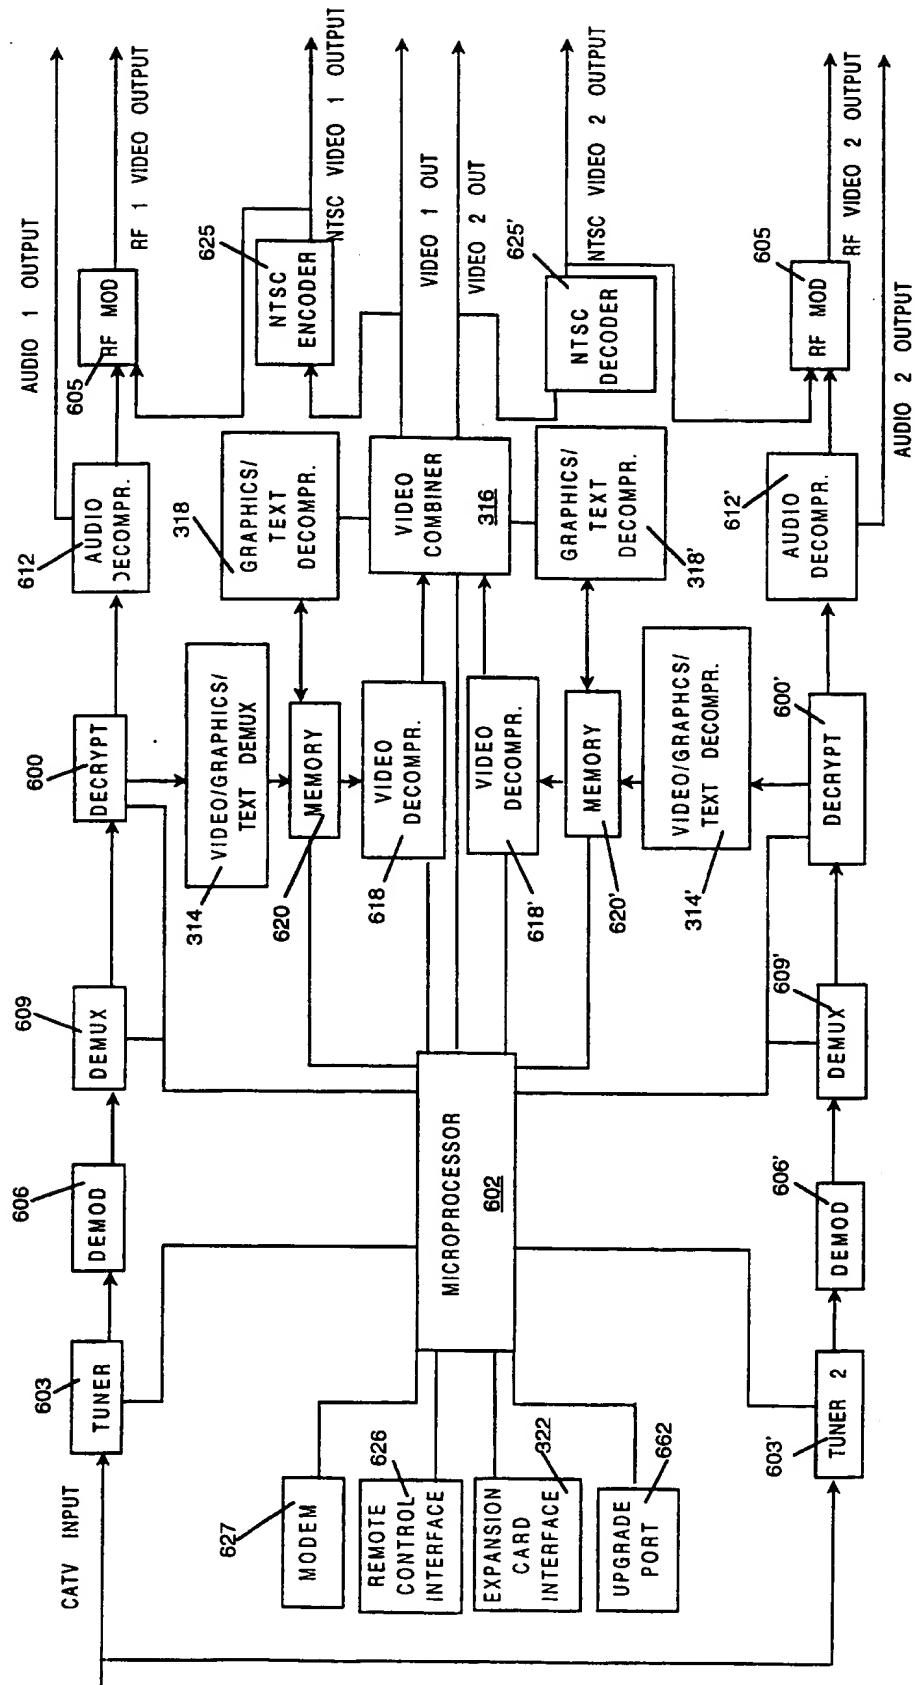 CATV INPUT
603
TUNER
606
DEMOD
609
DEMUX
600
DECRYPT
612
AUDIO
DECOMPR.
AUDIO 1 OUTPUT
605
RF MOD
RF 1 VIDEO OUTPUT
314
VIDEO/GRAPHICS/
TEXT DEMUX
318
GRAPHICS/
TEXT
DECOMPR.
625
NTSC
ENCODER
NTSC VIDEO 1 OUTPUT
620
MEMORY
618
VIDEO
DECOMPR.
627
MODEM
626
REMOTE
CONTROL
INTERFACE
322
EXPANSION
CARD
INTERFACE
662
UPGRADE
PORT
MICROPROCESSOR
602
VIDEO
COMBINER
316
VIDEO 1 OUT
VIDEO 2 OUT
618'
VIDEO
DECOMPR.
620'
MEMORY
318'
GRAPHICS/
TEXT
DECOMPR.
625'
NTSC
DECODER
NTSC VIDEO 2 OUTPUT
314'
VIDEO/GRAPHCS/
TEXT DECOMPR.
603'
TUNER 2
606'
DEMOD
609'
DEMUX
600'
DECRYPT
612'
AUDIO
DECOMPR.
605
RF MOD
RF VIDEO 2 OUTPUT
AUDIO 2 OUTPUT